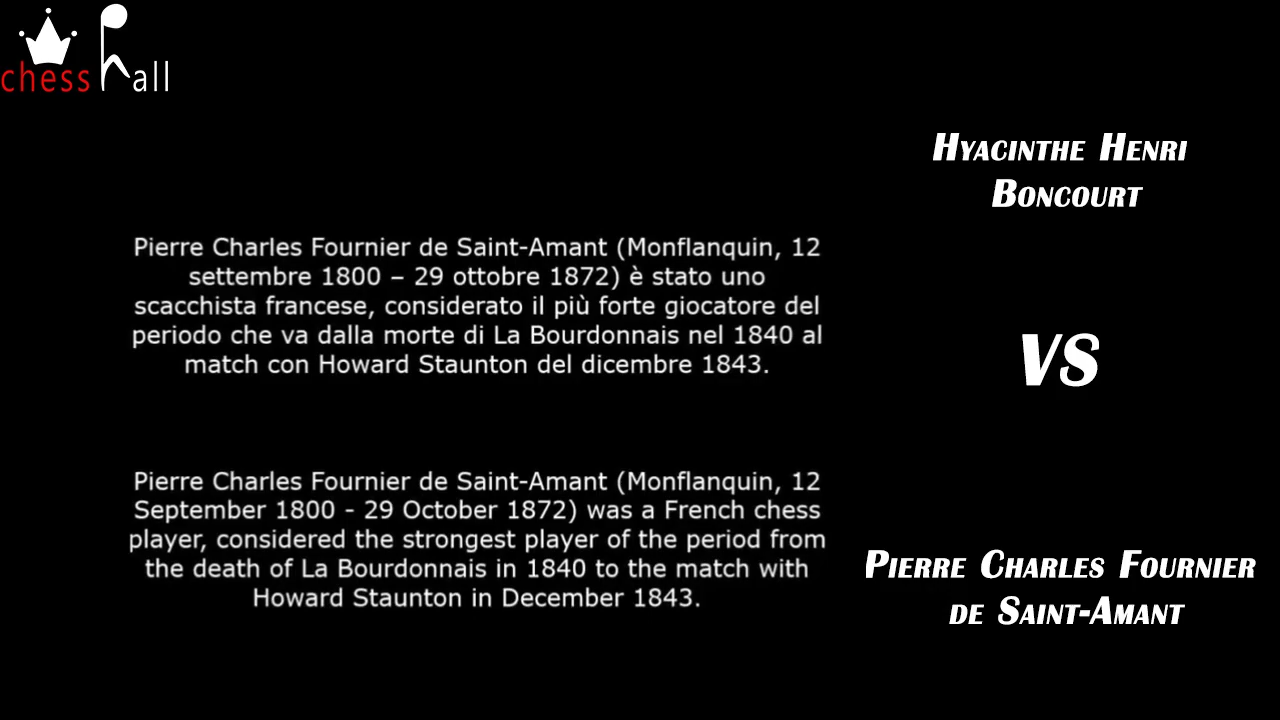 chess hall
Pierre Charles Fournier de Saint-Amant (Monflanquin, 12
settembre 1800 – 29 ottobre 1872) è stato uno
scacchista francese, considerato il più forte giocatore del
periodo che va dalla morte di La Bourdonnais nel 1840 al
match con Howard Staunton del dicembre 1843.
Pierre Charles Fournier de Saint-Amant (Monflanquin, 12
September 1800 - 29 October 1872) was a French chess
player, considered the strongest player of the period from
the death of La Bourdonnais in 1840 to the match with
Howard Staunton in December 1843.
Hyacinthe Henri
Boncourt
VS
Pierre Charles Fournier
de Saint-Amant